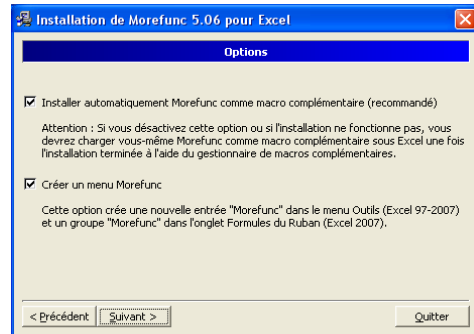 Installation de Morefunc 5.06 pour Excel
Options
Installer automatiquement Morefunc comme macro complémentaire (recommandé)
Attention : Si vous désactivez cette option ou si l'installation ne fonctionne pas, vous
devrez charger vous-même Morefunc comme macro complémentaire sous Excel une fois
l'installation terminée à l'aide du gestionnaire de macros complémentaires.
Créer un menu Morefunc
Cette option crée une nouvelle entrée "Morefunc" dans le menu Outils (Excel 97-2007)
et un groupe "Morefunc" dans l'onglet Formules du Ruban (Excel 2007).
< Précédent
Suivant >
Quitter